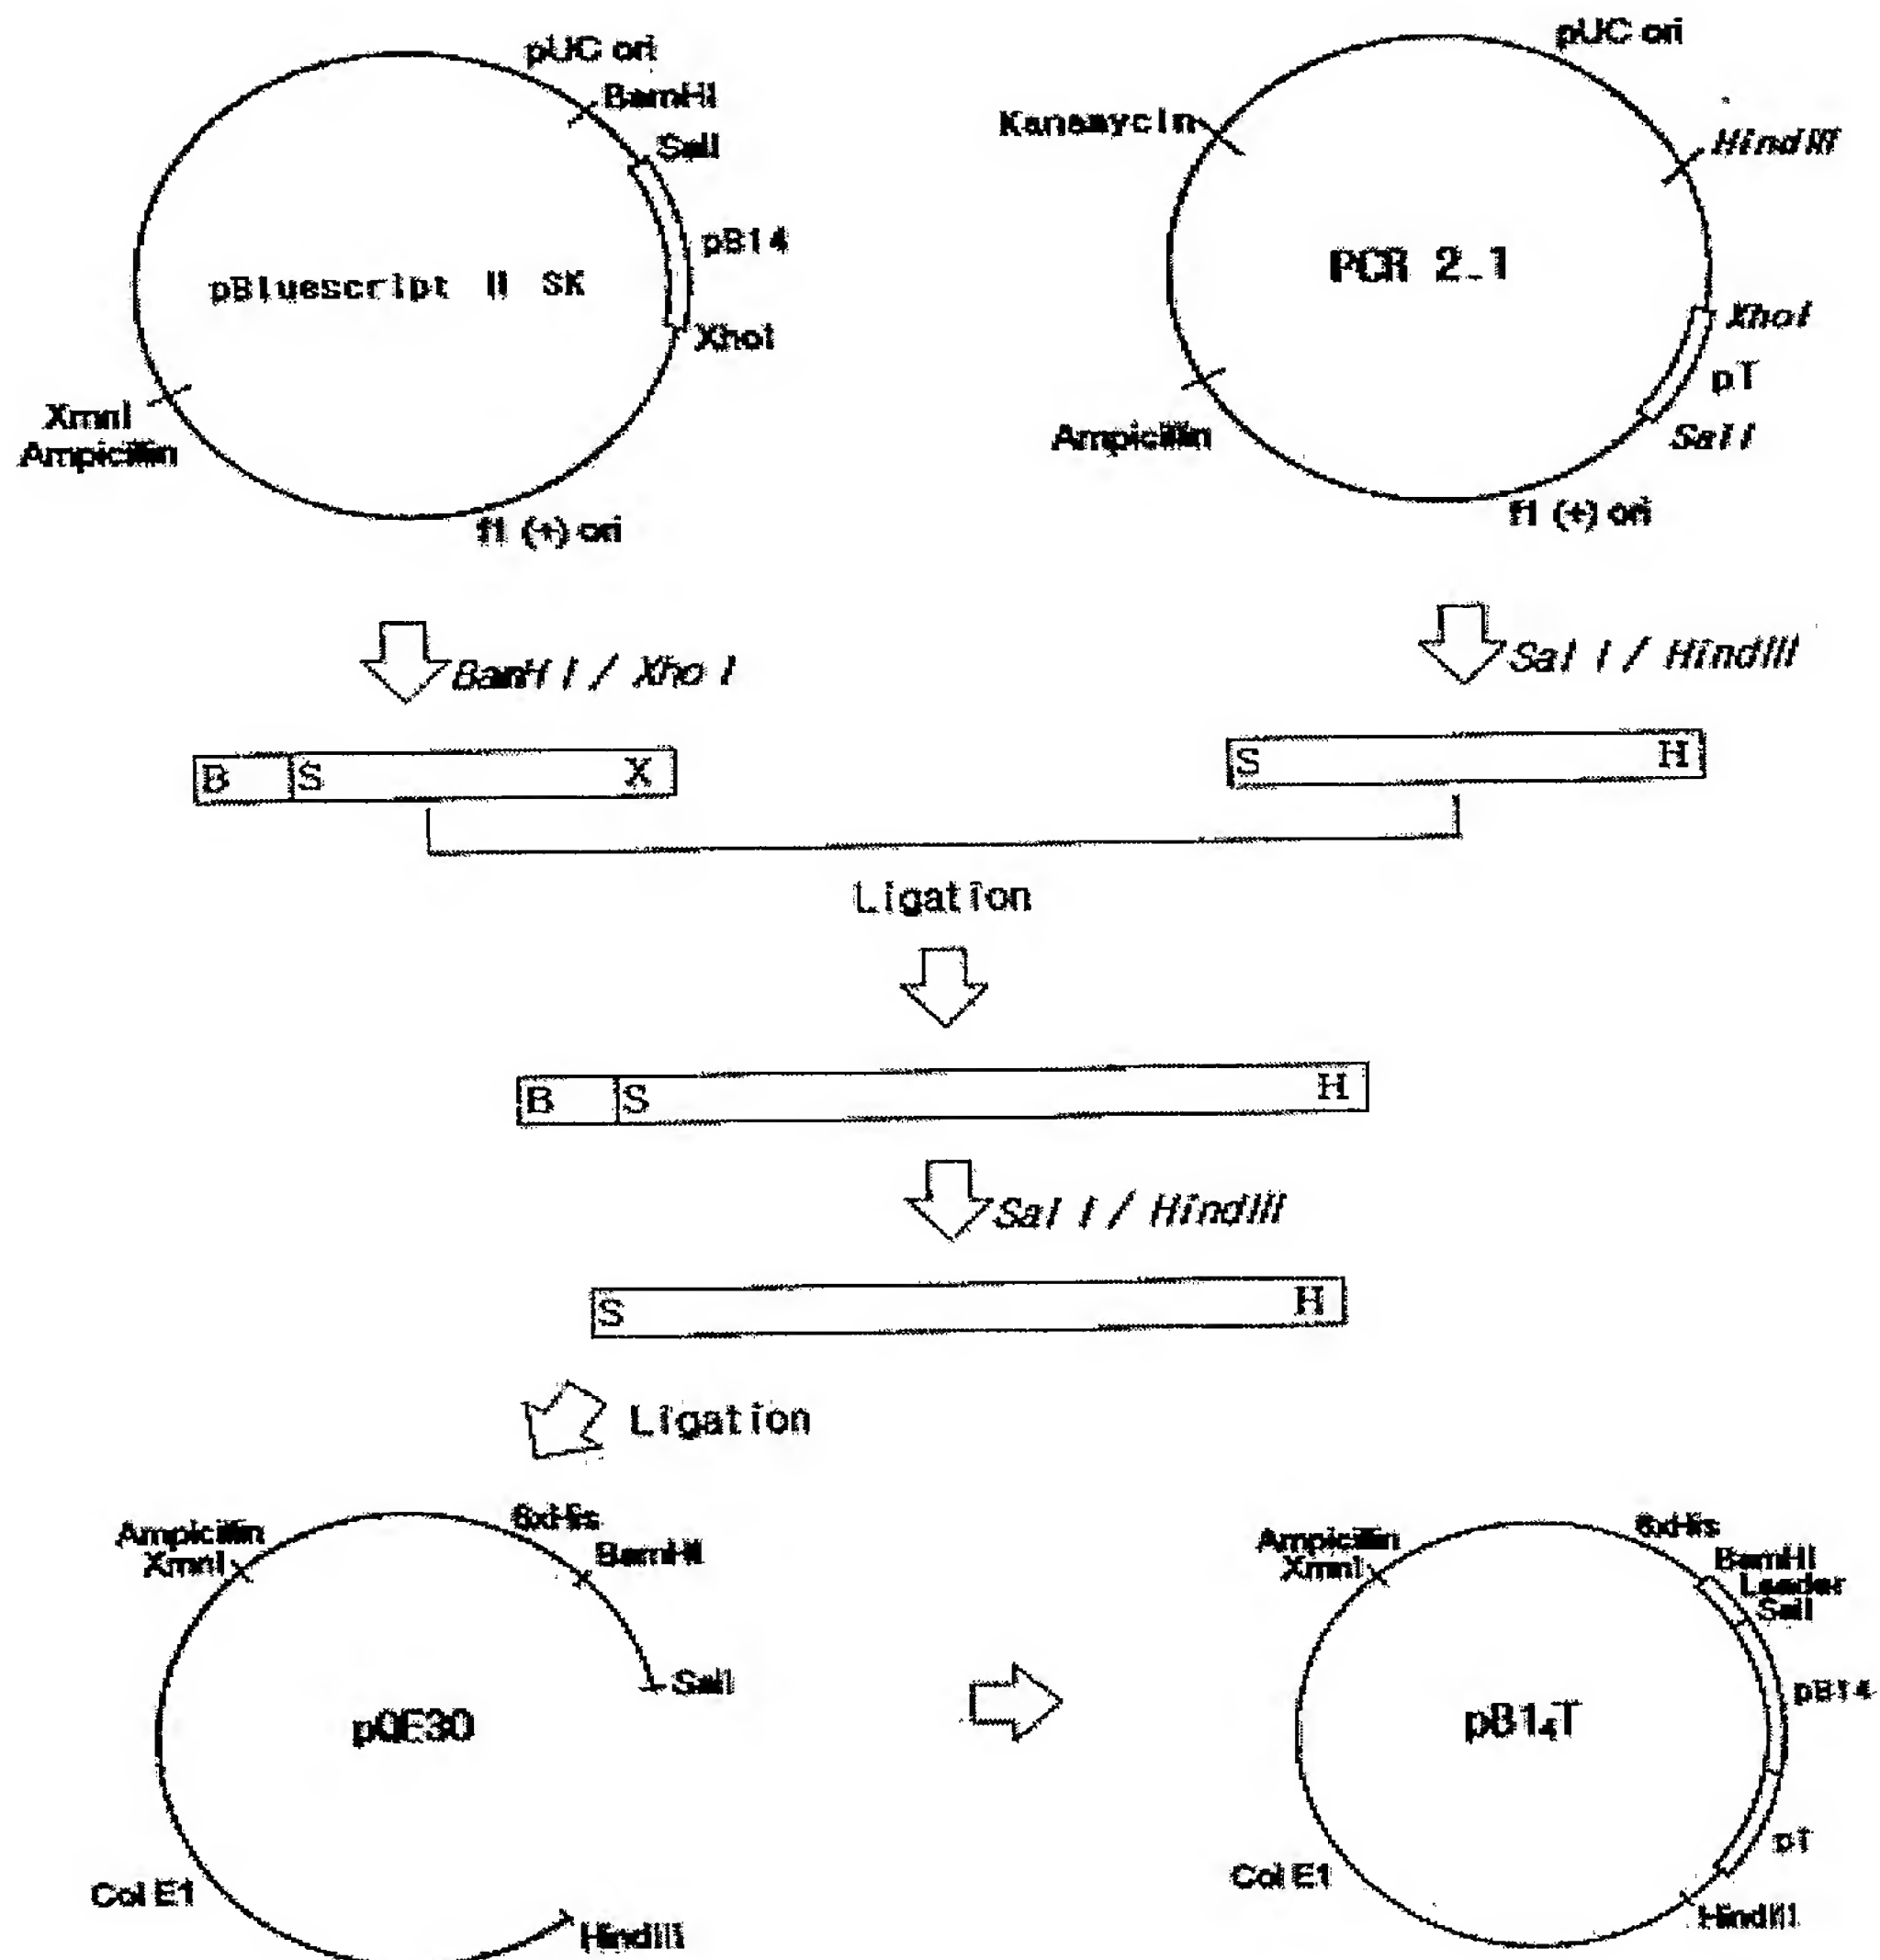 pUC ori
BamHI
SalI
pB14
XhoI
pBluescript II SK
XmnI
Ampicillin
f1 (+) ori
pUC ori
Kanamycin
HindIII
PCR 2.1
XhoI
pT
SalI
Ampicillin
f1 (+) ori
BamH I / Xho I
Sal I / HindIII
B S X
S H
Ligation
B S H
Sal I / HindIII
S H
Ligation
Ampicillin
XmnI
6xHis
BamHI
SalI
pQE30
Col E1
HindIII
Ampicillin
XmnI
6xHis
BamHI
Leader
SalI
pB14
pB14T
pT
Col E1
HindIII